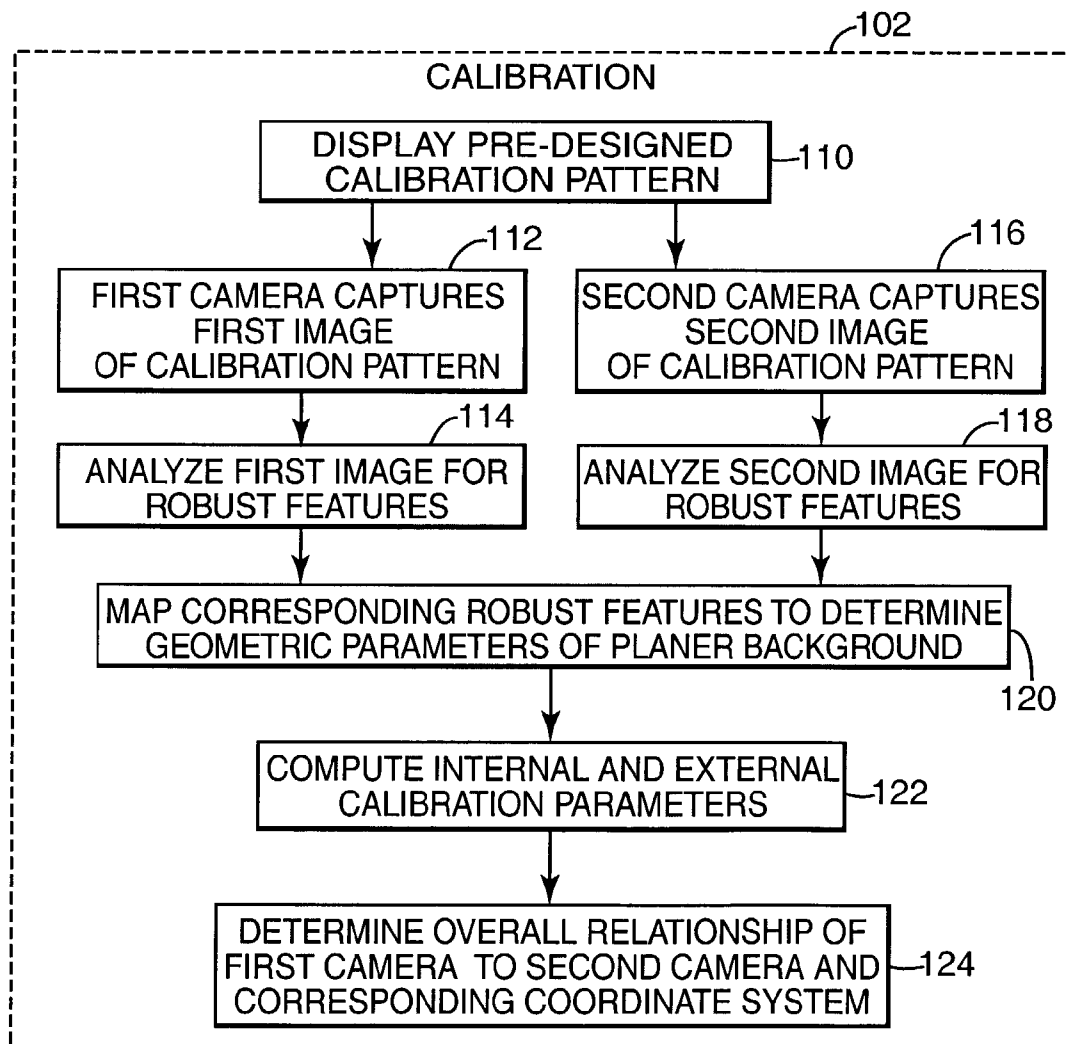 102
CALIBRATION
DISPLAY PRE-DESIGNED
CALIBRATION PATTERN
110
112
FIRST CAMERA CAPTURES
FIRST IMAGE
OF CALIBRATION PATTERN
116
SECOND CAMERA CAPTURES
SECOND IMAGE
OF CALIBRATION PATTERN
114
ANALYZE FIRST IMAGE FOR
ROBUST FEATURES
118
ANALYZE SECOND IMAGE FOR
ROBUST FEATURES
MAP CORRESPONDING ROBUST FEATURES TO DETERMINE
GEOMETRIC PARAMETERS OF PLANER BACKGROUND
120
COMPUTE INTERNAL AND EXTERNAL
CALIBRATION PARAMETERS
122
DETERMINE OVERALL RELATIONSHIP OF
FIRST CAMERA TO SECOND CAMERA AND
CORRESPONDING COORDINATE SYSTEM
124